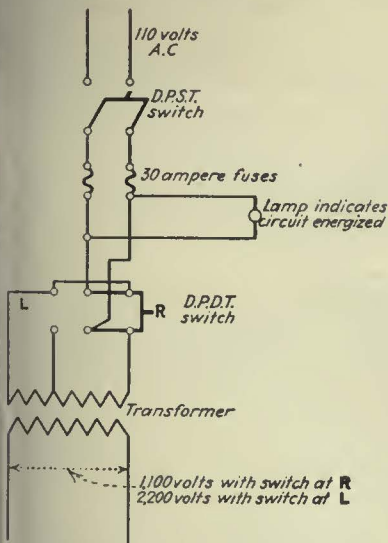 110 volts
A.C
D.P.S.T.
switch
30 ampere fuses
Lamp indicates
circuit energized
L
R
D.P.D.T.
switch
Transformer
1,100 volts with switch at R
2,200 volts with switch at L